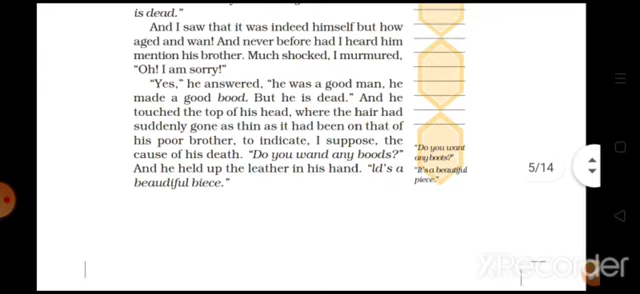 is dead."
And I saw that it was indeed himself but how
aged and wan! And never before had I heard him
mention his brother. Much shocked, I murmured,
"Oh! I am sorry!"
"Yes," he answered, "he was a good man, he
made a good bood. But he is dead." And he
touched the top of his head, where the hair had
suddenly gone as thin as it had been on that of
his poor brother, to indicate, I suppose, the
cause of his death. "Do you wand any boods?"
And he held up the leather in his hand. "Id's a
beaudiful biece."
"Do you want
any boots?"
"It's a beautiful
piece."
5/14
XRecorder